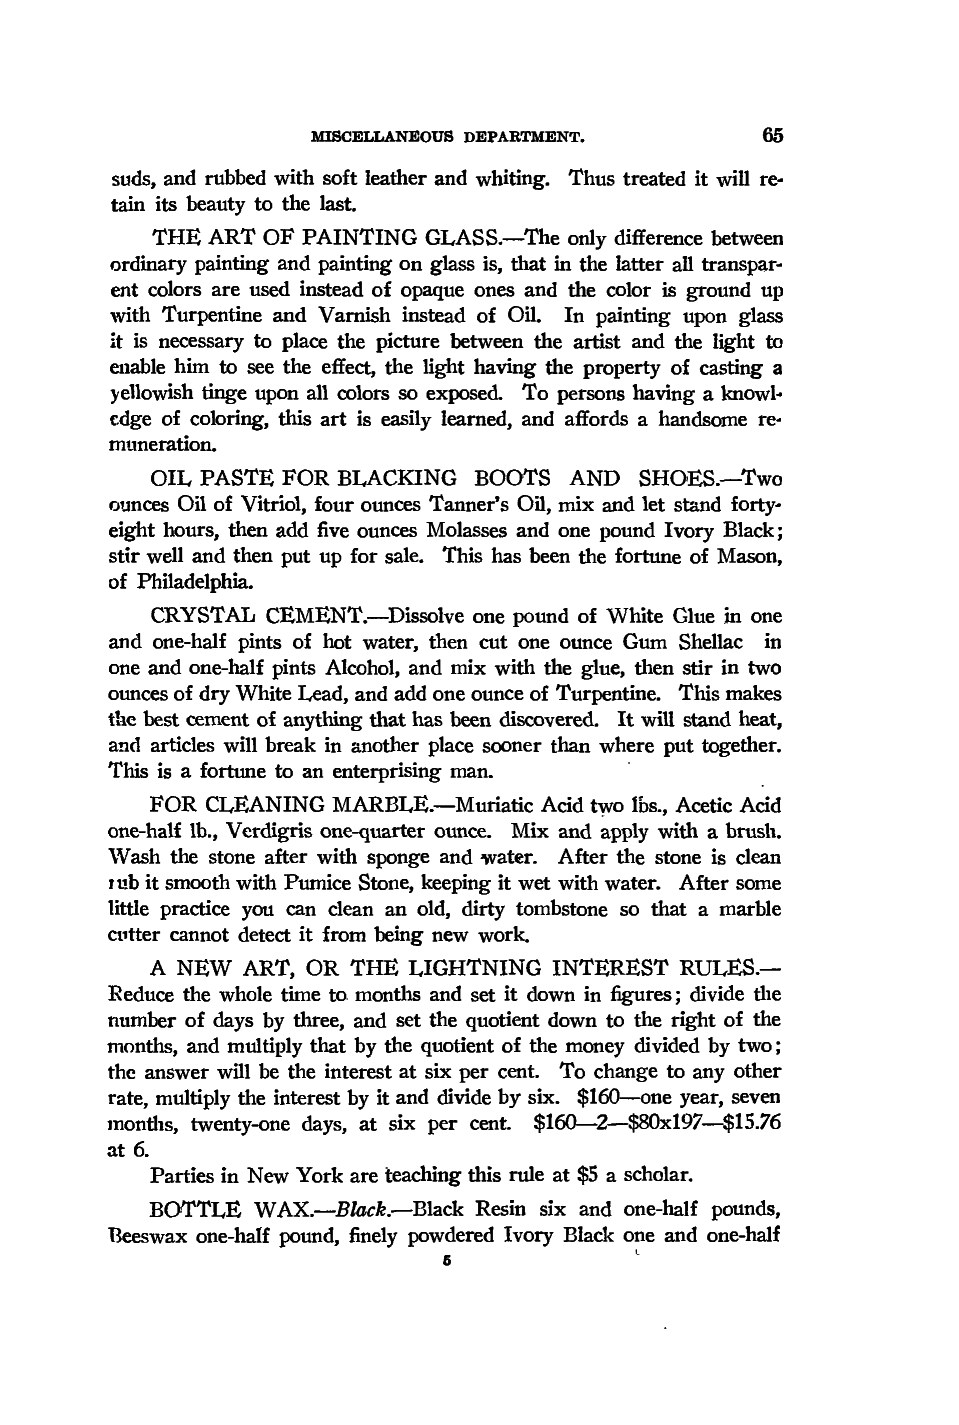 MISCELLANEOUS DEPARTMENT. 65
suds, and rubbed with soft leather and whiting. Thus treated it will re-
tain its beauty to the last.
THE ART OF PAINTING GLASS.—The only difference between
ordinary painting and painting on glass is, that in the latter all transpar-
ent colors are used instead of opaque ones and the color is ground up
with Turpentine and Varnish instead of Oil. In painting upon glass
it is necessary to place the picture between the artist and the light to
enable him to see the effect, the light having the property of casting a
yellowish tinge upon all colors so exposed. To persons having a knowl-
edge of coloring, this art is easily learned, and affords a handsome re-
muneration.
OIL PASTE FOR BLACKING BOOTS AND SHOES.—Two
ounces Oil of Vitriol, four ounces Tanner's Oil, mix and let stand forty-
eight hours, then add five ounces Molasses and one pound Ivory Black;
stir well and then put up for sale. This has been the fortune of Mason,
of Philadelphia.
CRYSTAL CEMENT.—Dissolve one pound of White Glue in one
and one-half pints of hot water, then cut one ounce Gum Shellac in
one and one-half pints Alcohol, and mix with the glue, then stir in two
ounces of dry White Lead, and add one ounce of Turpentine. This makes
the best cement of anything that has been discovered. It will stand heat,
and articles will break in another place sooner than where put together.
This is a fortune to an enterprising man.
FOR CLEANING MARBLE.—Muriatic Acid two lbs., Acetic Acid
one-half lb., Verdigris one-quarter ounce. Mix and apply with a brush.
Wash the stone after with sponge and water. After the stone is clean
rub it smooth with Pumice Stone, keeping it wet with water. After some
little practice you can clean an old, dirty tombstone so that a marble
cutter cannot detect it from being new work.
A NEW ART, OR THE LIGHTNING INTEREST RULES.—
Reduce the whole time to months and set it down in figures; divide the
number of days by three, and set the quotient down to the right of the
months, and multiply that by the quotient of the money divided by two;
the answer will be the interest at six per cent. To change to any other
rate, multiply the interest by it and divide by six. $160—one year, seven
months, twenty-one days, at six per cent. $160—2—$80x197—$15.76
at 6.
Parties in New York are teaching this rule at $5 a scholar.
BOTTLE WAX.—Black.—Black Resin six and one-half pounds,
Beeswax one-half pound, finely powdered Ivory Black one and one-half
5